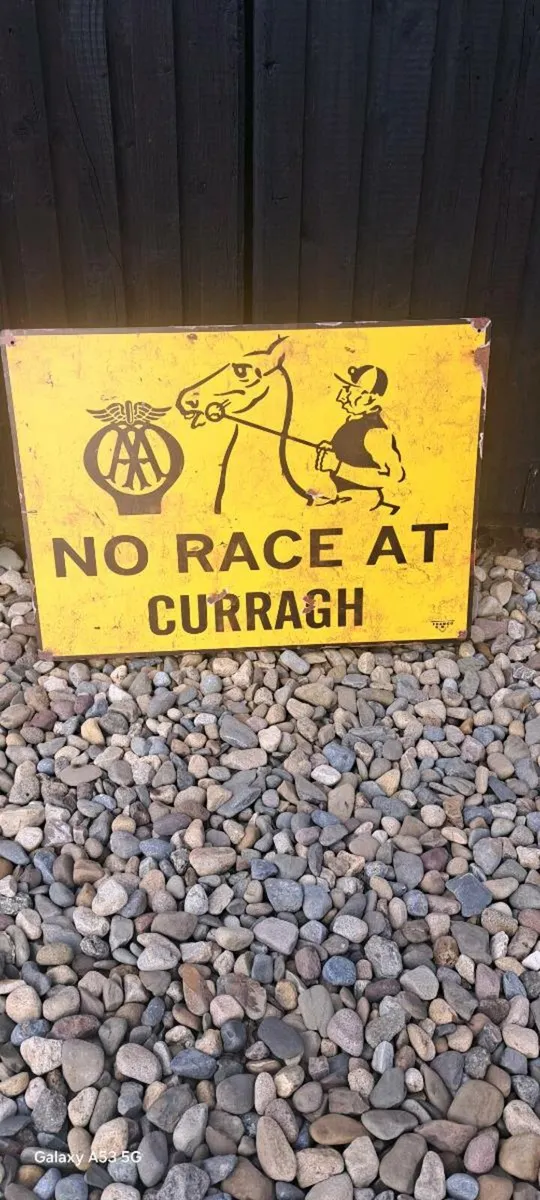 AA
NO RACE AT
CURRAGH
Galaxy A53 5G